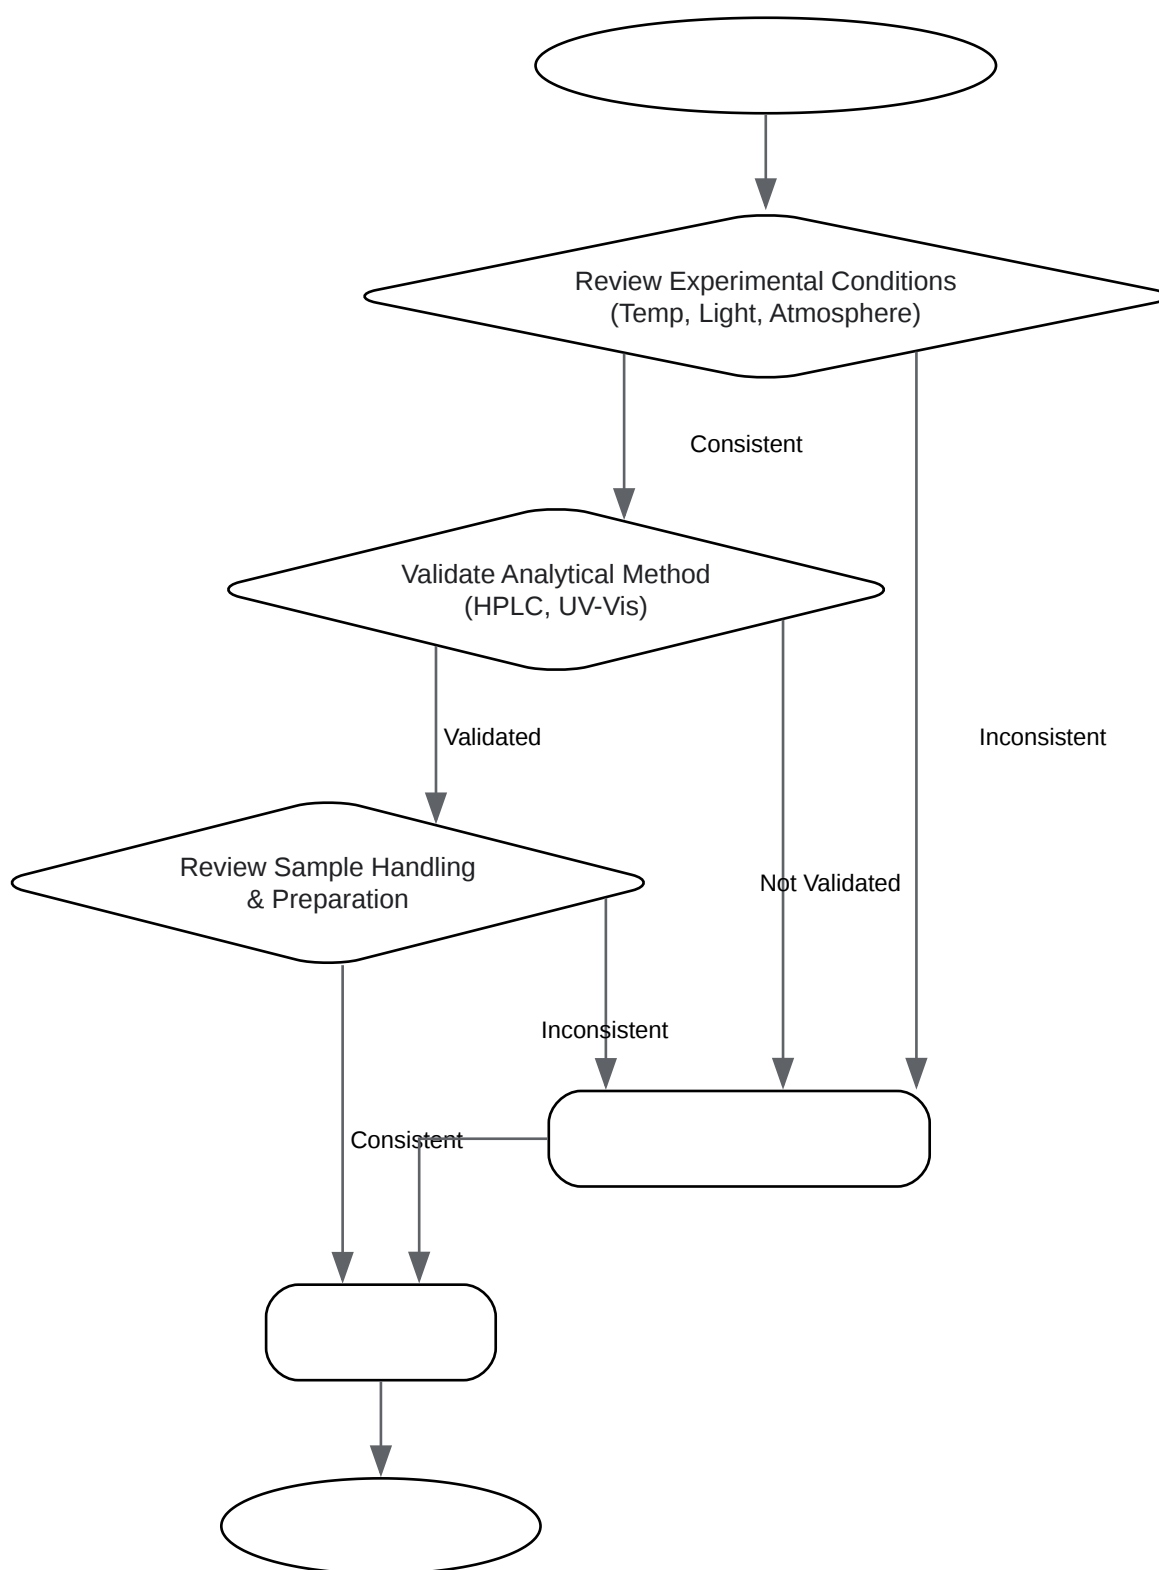 Review Experimental Conditions
(Temp, Light, Atmosphere)
Consistent
Validate Analytical Method
(HPLC, UV-Vis)
Validated
Inconsistent
Review Sample Handling
& Preparation
Not Validated
Inconsistent
Consistent